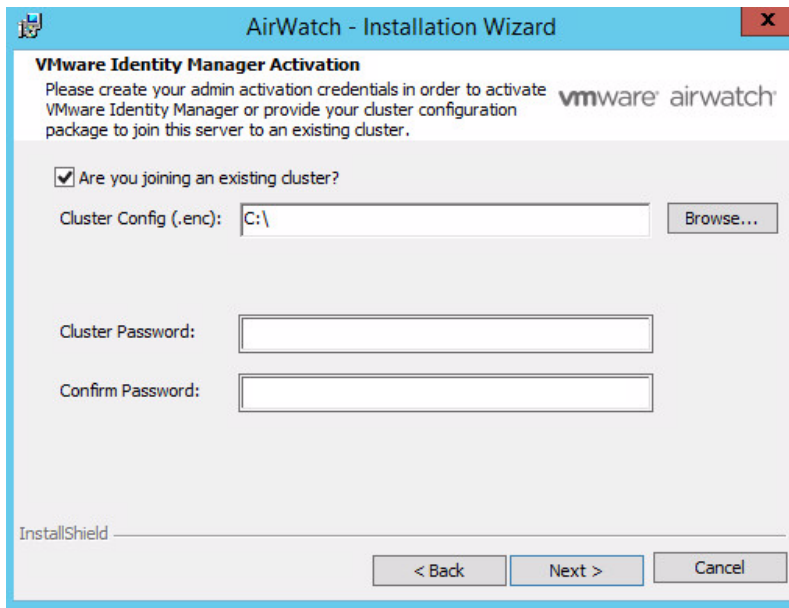 AirWatch - Installation Wizard
X
VMware Identity Manager Activation
Please create your admin activation credentials in order to activate
VMware Identity Manager or provide your cluster configuration
package to join this server to an existing cluster.
vmware airwatch
Are you joining an existing cluster?
Cluster Config (.enc): C:\ Browse...
Cluster Password:
Confirm Password:
InstallShield
< Back Next > Cancel